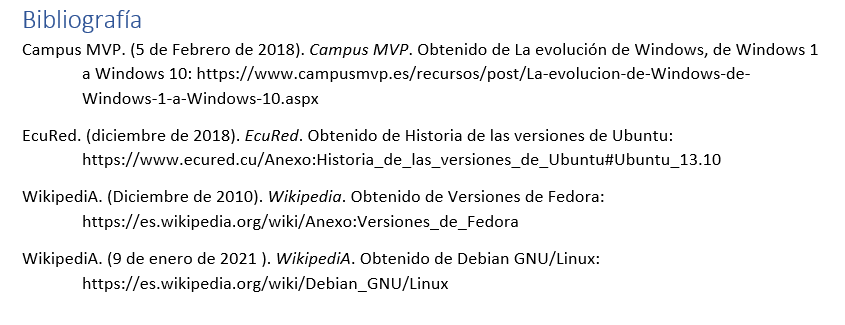 Bibliografía
Campus MVP. (5 de Febrero de 2018). Campus MVP. Obtenido de La evolución de Windows, de Windows 1
a Windows 10: https://www.campusmvp.es/recursos/post/La-evolucion-de-Windows-de-
Windows-1-a-Windows-10.aspx
EcuRed. (diciembre de 2018). EcuRed. Obtenido de Historia de las versiones de Ubuntu:
https://www.ecured.cu/Anexo:Historia_de_las_versiones_de_Ubuntu#Ubuntu_13.10
WikipediA. (Diciembre de 2010). Wikipedia. Obtenido de Versiones de Fedora:
https://es.wikipedia.org/wiki/Anexo:Versiones_de_Fedora
WikipediA. (9 de enero de 2021 ). WikipediA. Obtenido de Debian GNU/Linux:
https://es.wikipedia.org/wiki/Debian_GNU/Linux